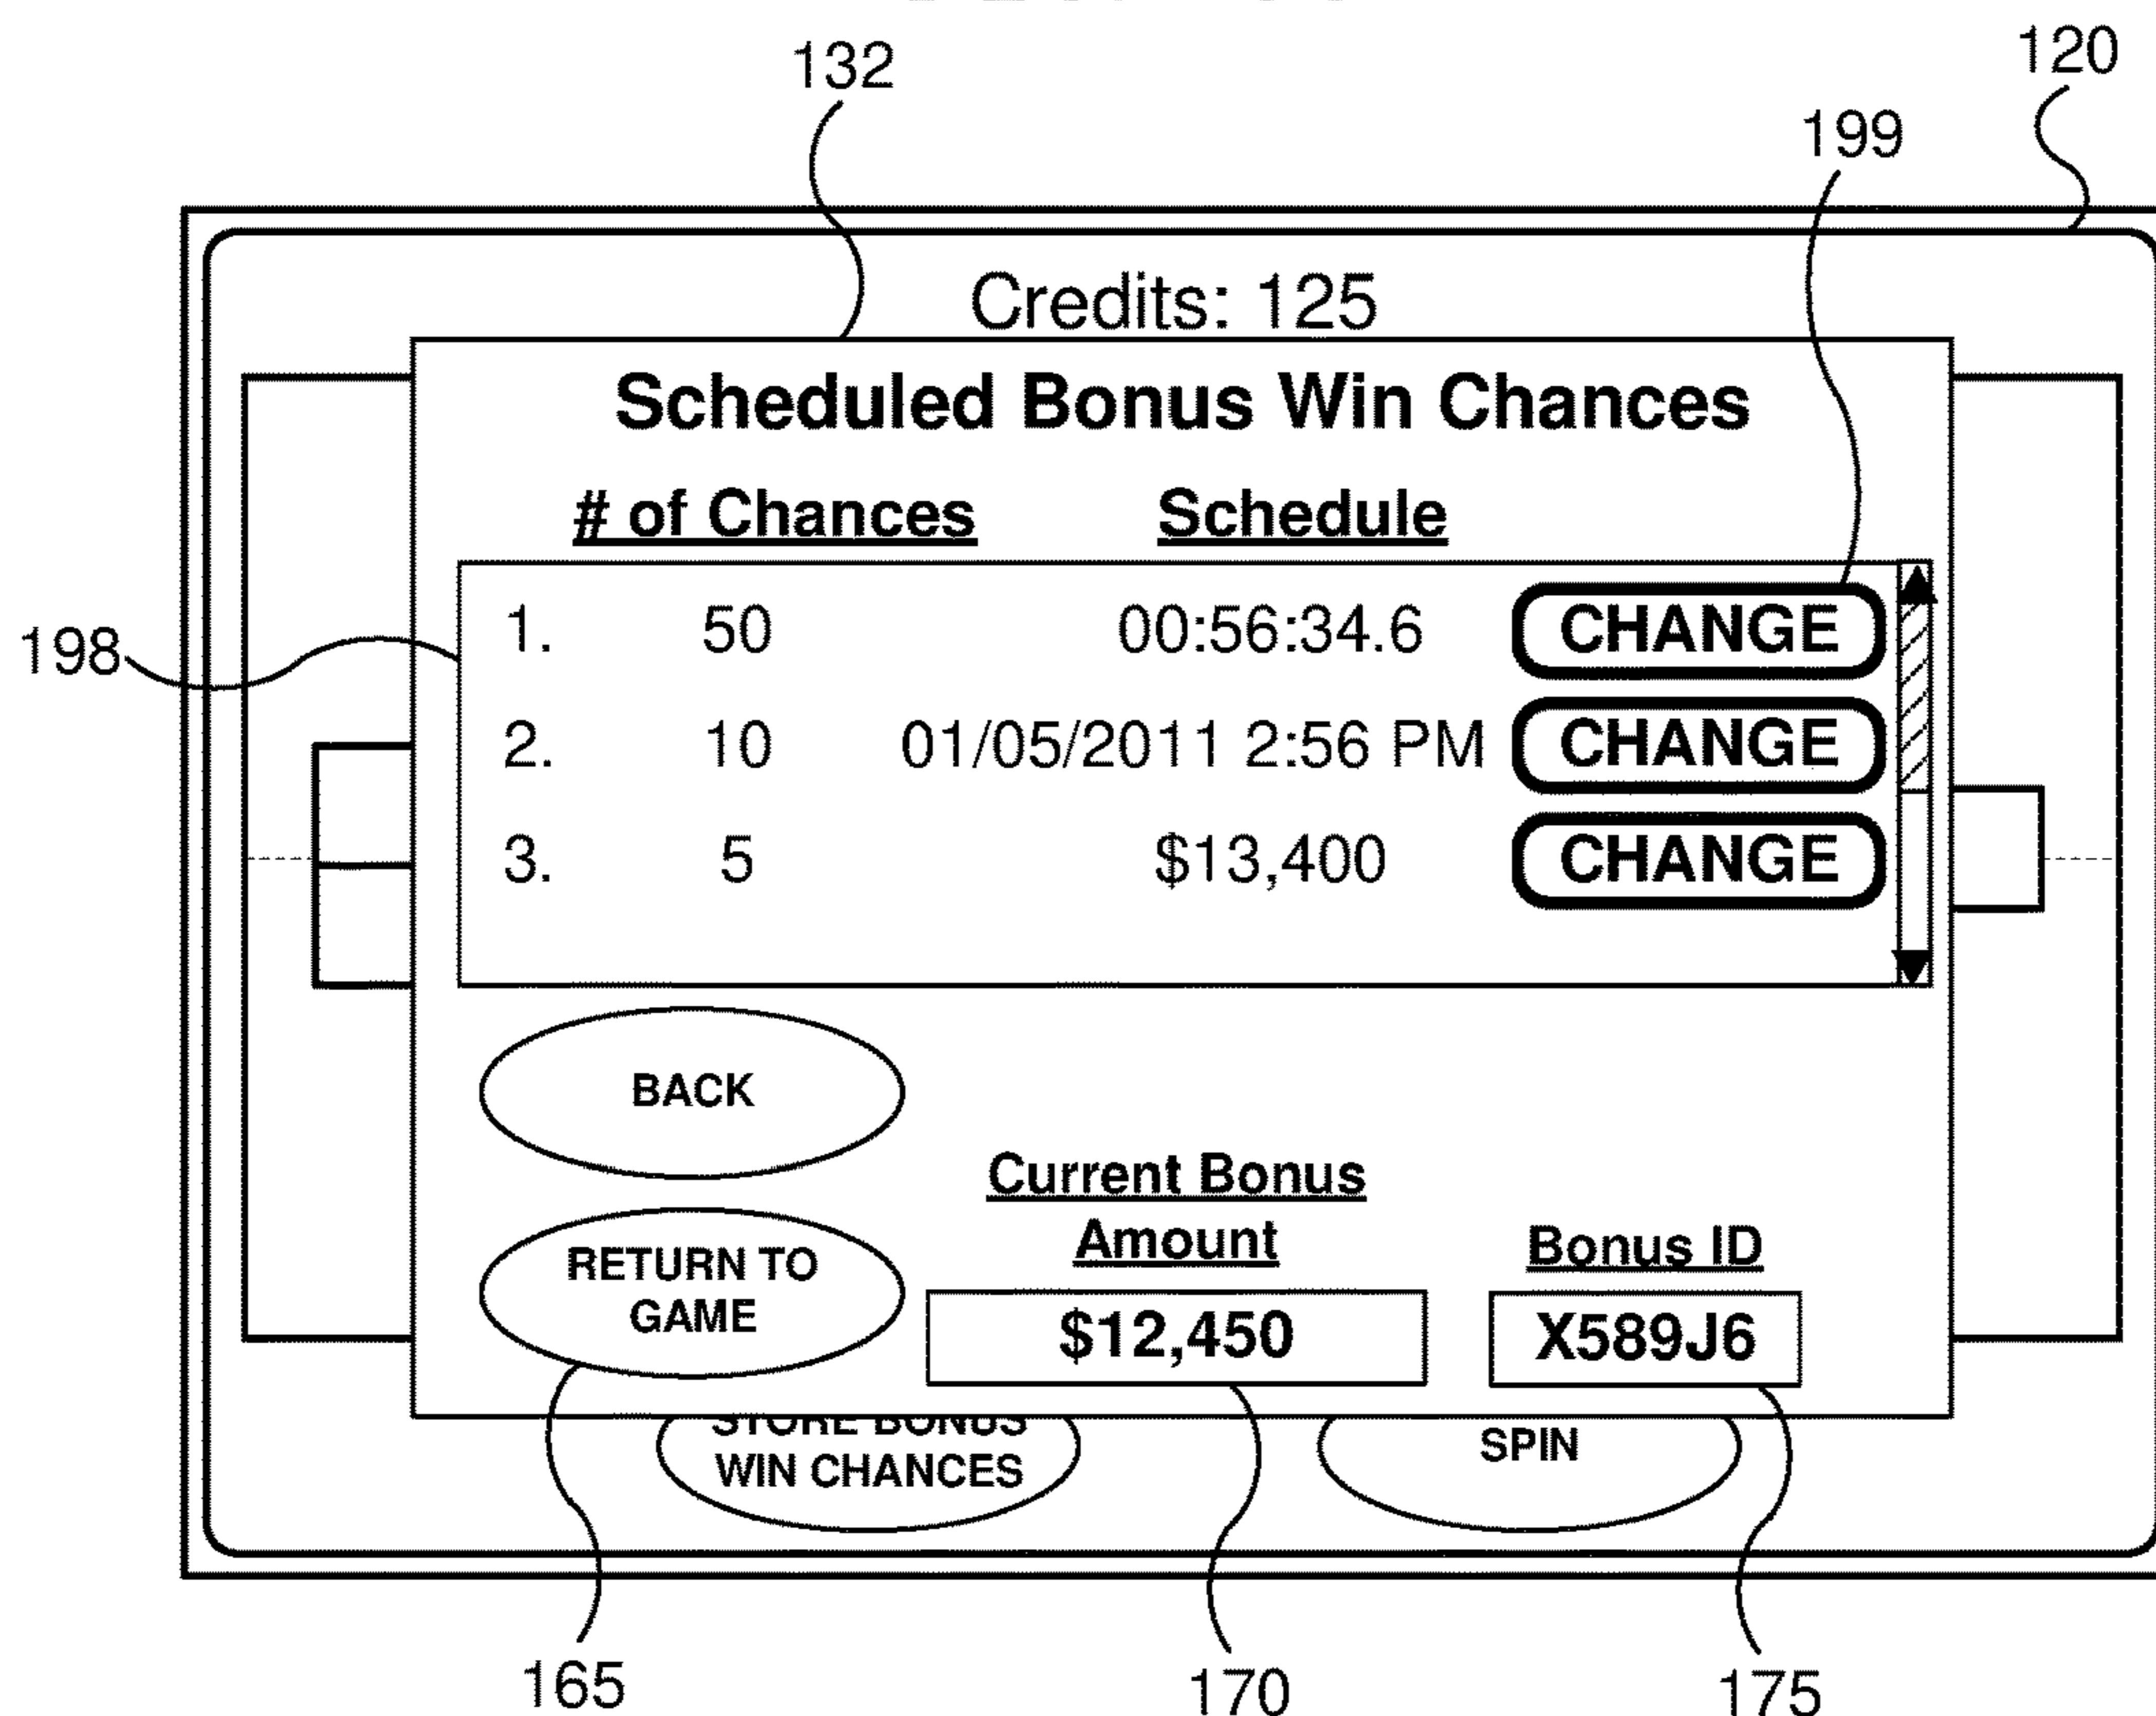 132
120
199
Credits: 125
Scheduled Bonus Win Chances
# of Chances Schedule
198
1. 50 00:56:34.6 CHANGE
2. 10 01/05/2011 2:56 PM CHANGE
3. 5 $13,400 CHANGE
BACK
Current Bonus
Amount
Bonus ID
RETURN TO
GAME
$12,450
X589J6
STORE BONUS
WIN CHANCES
SPIN
165
170
175